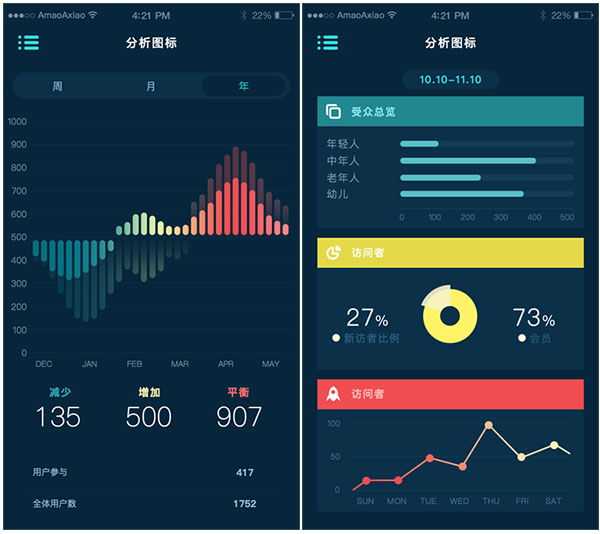 AmaoAxiao 4:21 PM 22%
分析图标
周 月 年
1000
900
800
700
600
500
400
300
200
100
0
DEC JAN FEB MAR APR MAY
减少 增加 平衡
135 500 907
用户参与 417
全体用户数 1752
AmaoAxiao 4:21 PM 22%
分析图标
10.10-11.10
受众总览
年轻人
中年人
老年人
幼儿
0 100 200 300 400 500
访问者
27% 73%
新访者比例 会员
访问者
100
50
0
SUN MON TUE WED THU FRI SAT